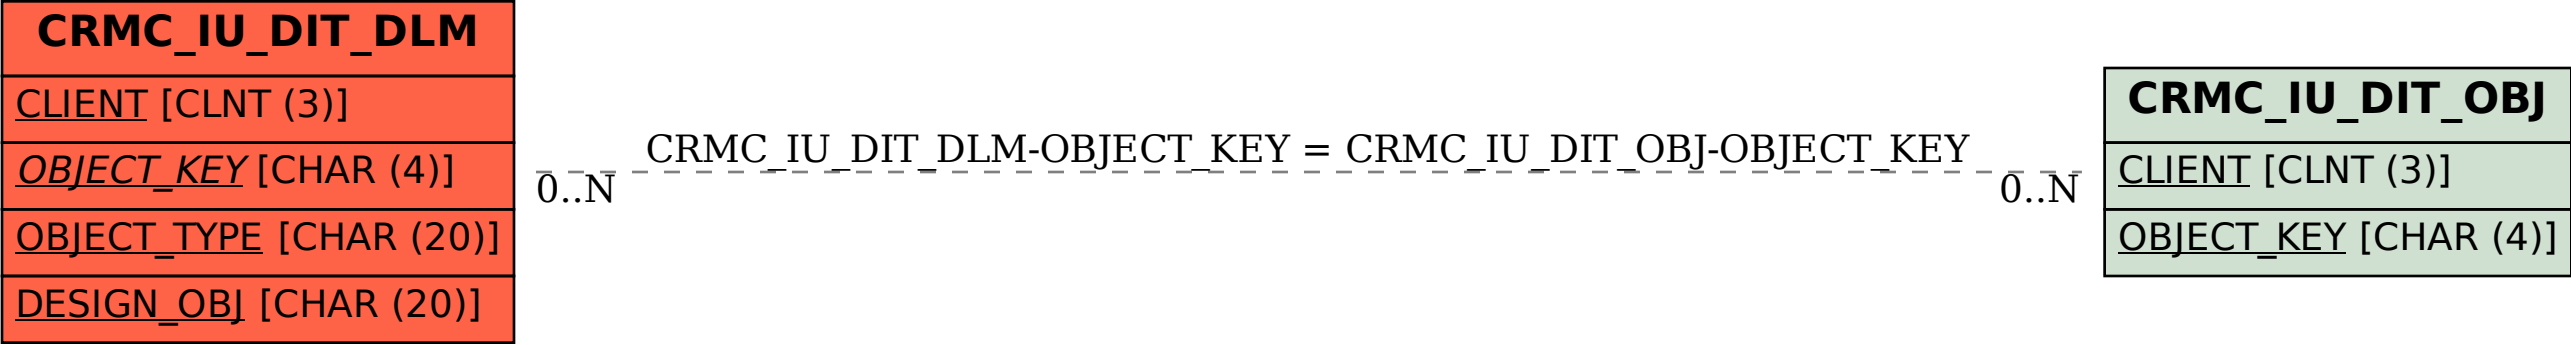 CRMC_IU_DIT_DLM
CLIENT [CLNT (3)]
OBJECT_KEY [CHAR (4)]
OBJECT_TYPE [CHAR (20)]
DESIGN_OBJ [CHAR (20)]
CRMC_IU_DIT_DLM-OBJECT_KEY = CRMC_IU_DIT_OBJ-OBJECT_KEY
0..N
0..N
CRMC_IU_DIT_OBJ
CLIENT [CLNT (3)]
OBJECT_KEY [CHAR (4)]